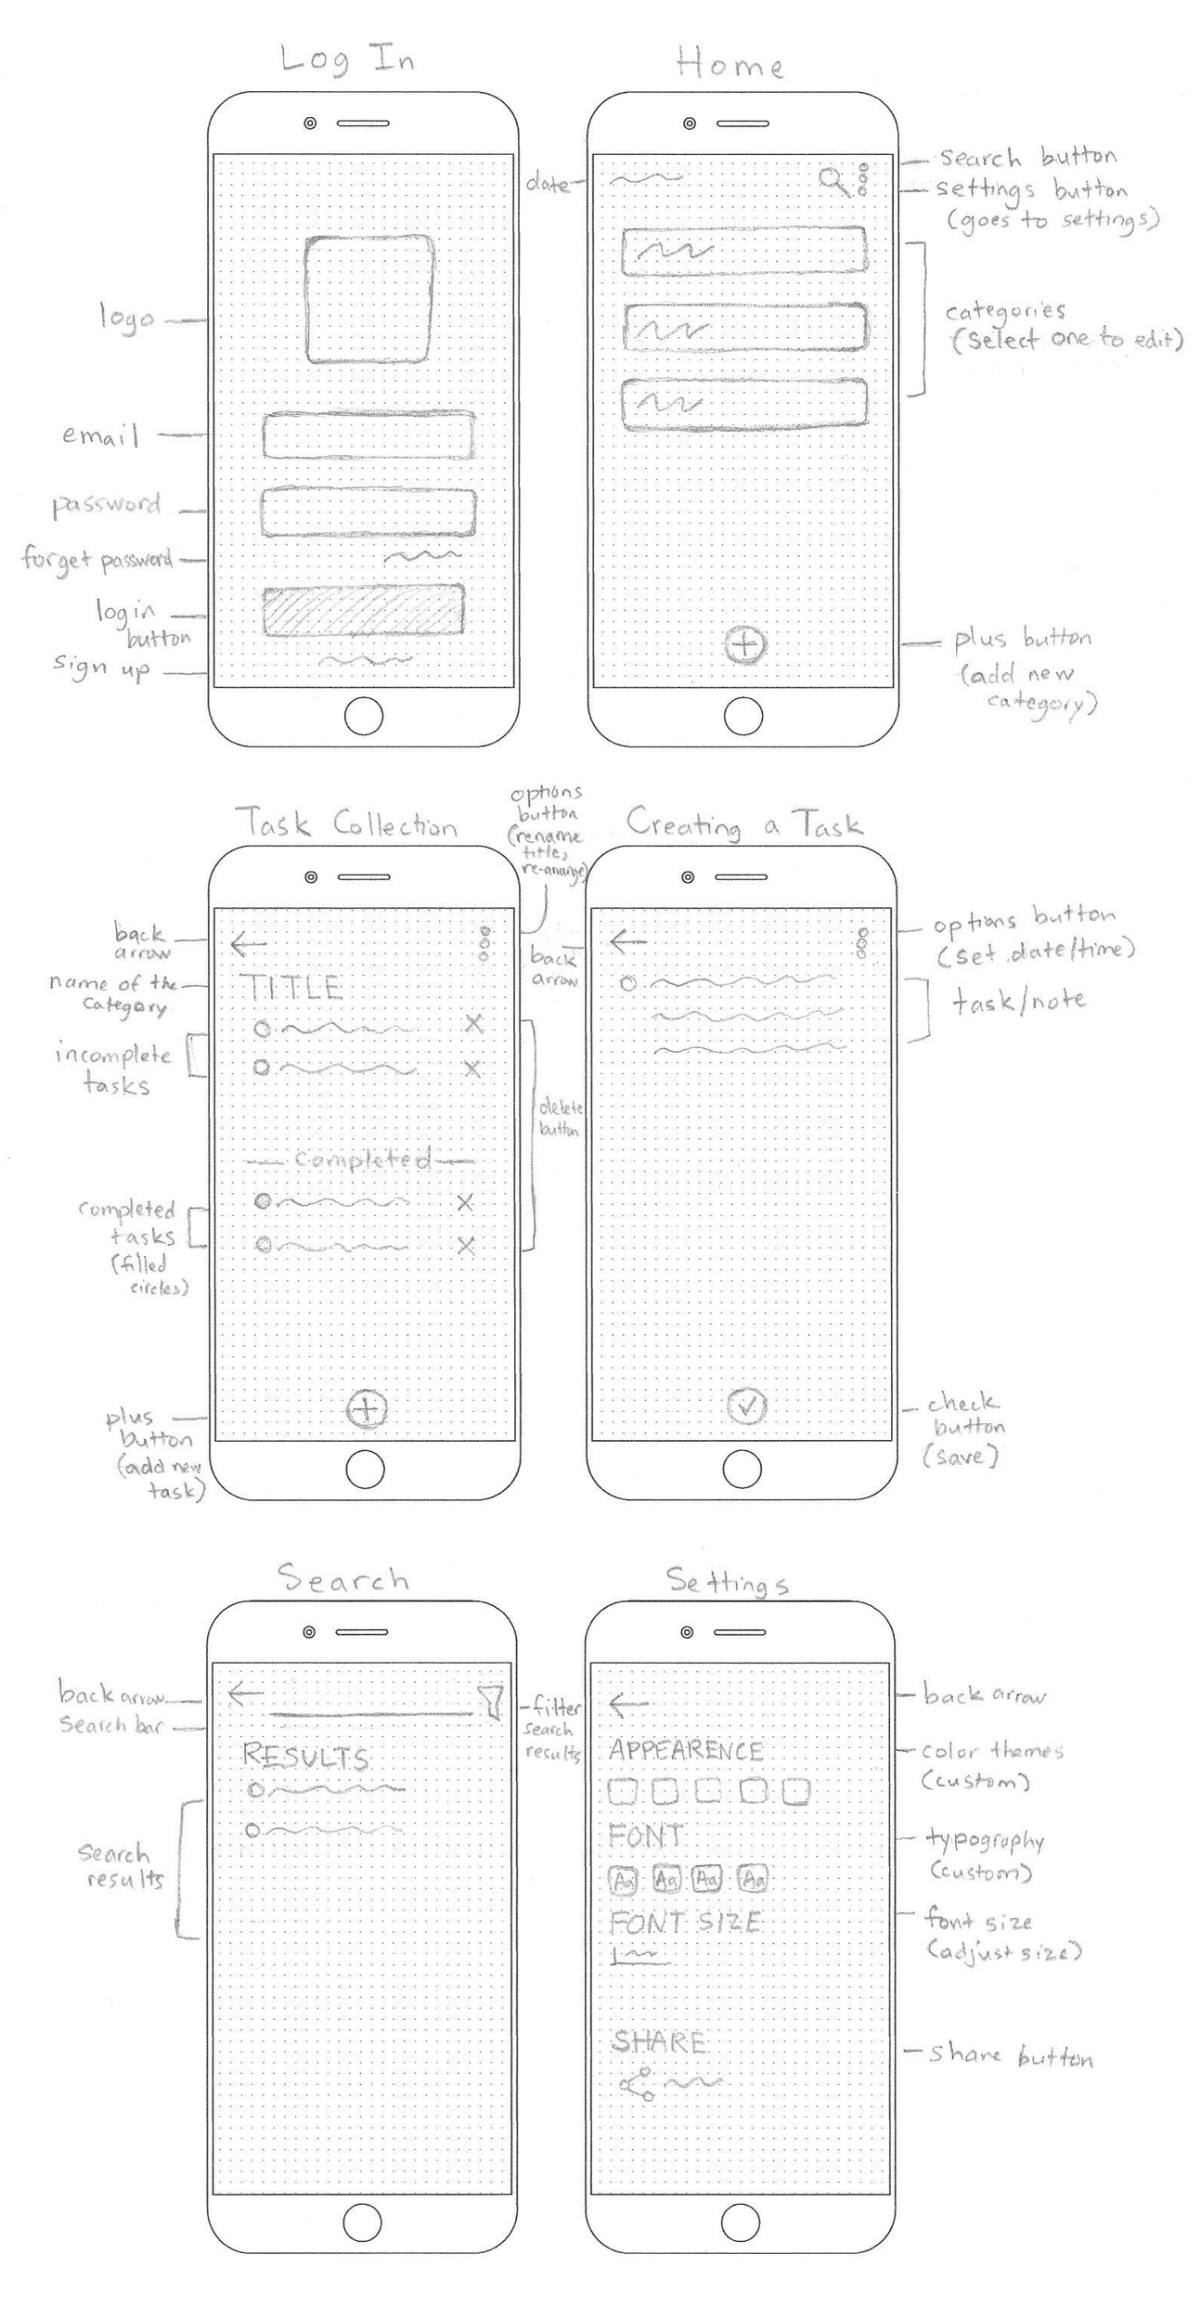 Log In
logo
email
password
forget password
login
button
sign up
Home
date
search button
settings button
(goes to settings)
categories
(select one to edit)
plus button
(add new
category)
Task Collection
options
button
(rename
title,
re-arrange)
back
arrow
name of the
category
TITLE
incomplete
tasks
delete
button
Completed
completed
tasks
(filled
circles)
plus
button
(add new
task)
Creating a Task
back
arrow
options button
(set date/time)
task/note
check
button
(save)
Search
back arrow
search bar
filter
search
results
RESULTS
search
results
Settings
back arrow
APPEARENCE
color themes
(custom)
FONT
typography
(custom)
Aa Aa Aa Aa
FONT SIZE
font size
(adjust size)
SHARE
share button